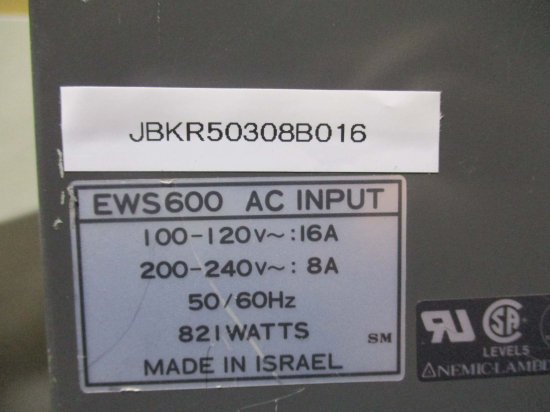 JBKR50308B016
EWS600 AC INPUT
100-120V~:16A
200-240V~: 8A
50/60Hz
821WATTS
SM
MADE IN ISRAEL
LEVEL5
NEMIC-LAMB